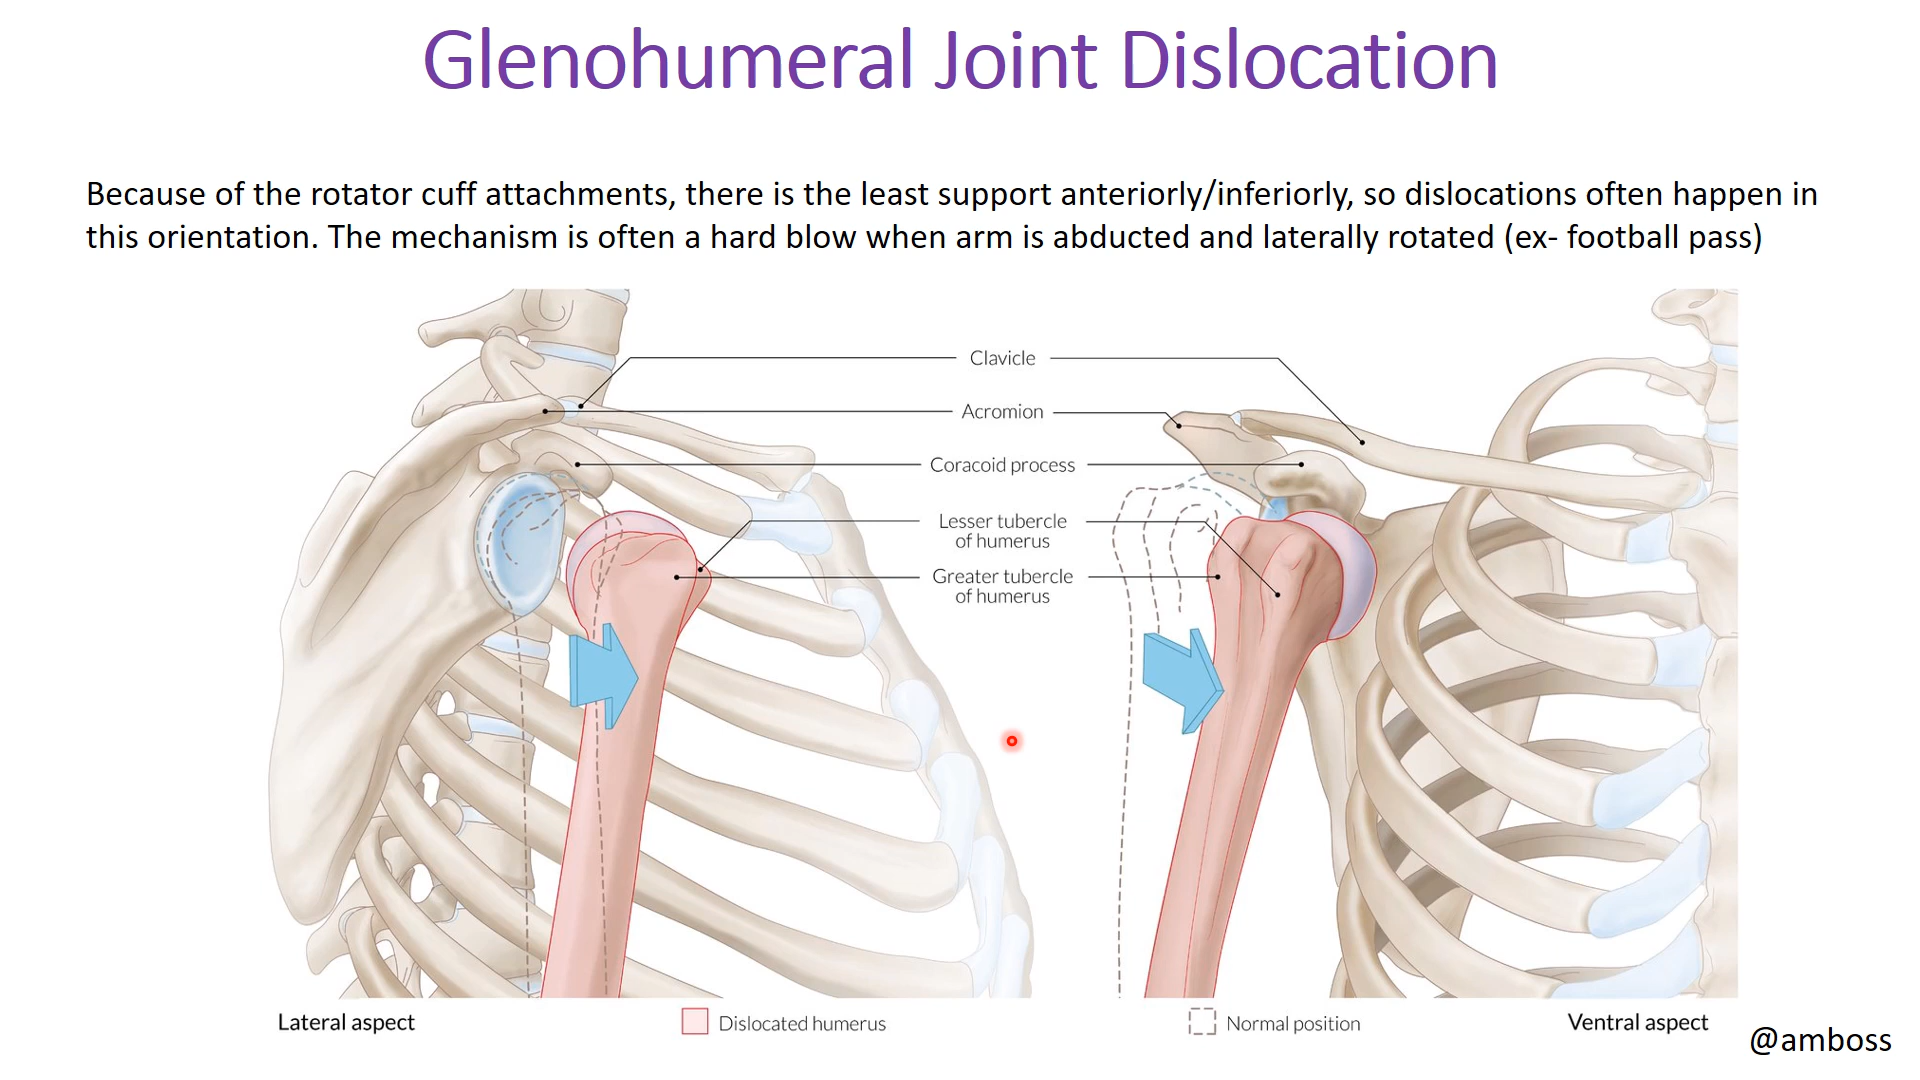 Glenohumeral Joint Dislocation
Because of the rotator cuff attachments, there is the least support anteriorly/inferiorly, so dislocations often happen in
this orientation. The mechanism is often a hard blow when arm is abducted and laterally rotated (ex- football pass)
Clavicle
Acromion
Coracoid process
Lesser tubercle
of humerus
Greater tubercle
of humerus
Lateral aspect
Dislocated humerus
Normal position
Ventral aspect
@amboss